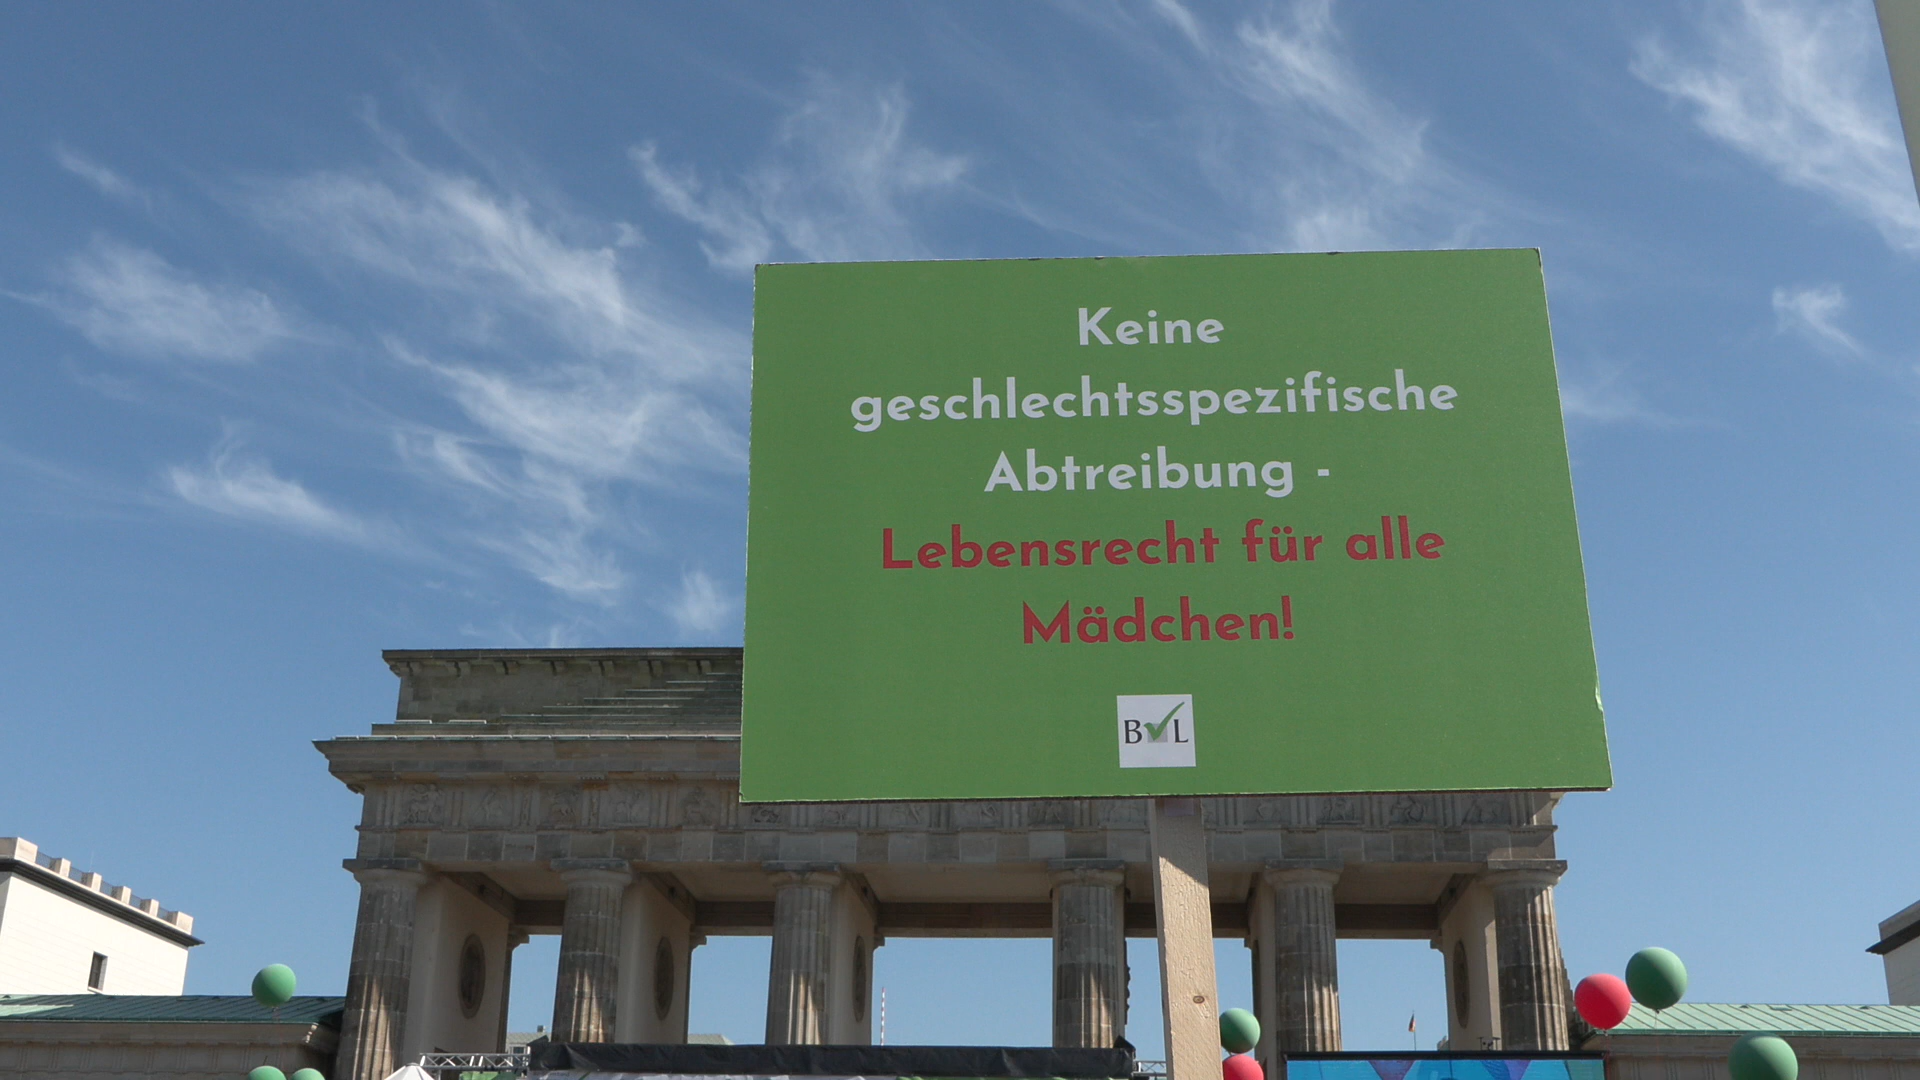 Keine
geschlechtsspezifische
Abtreibung -
Lebensrecht für alle
Mädchen!
BVL